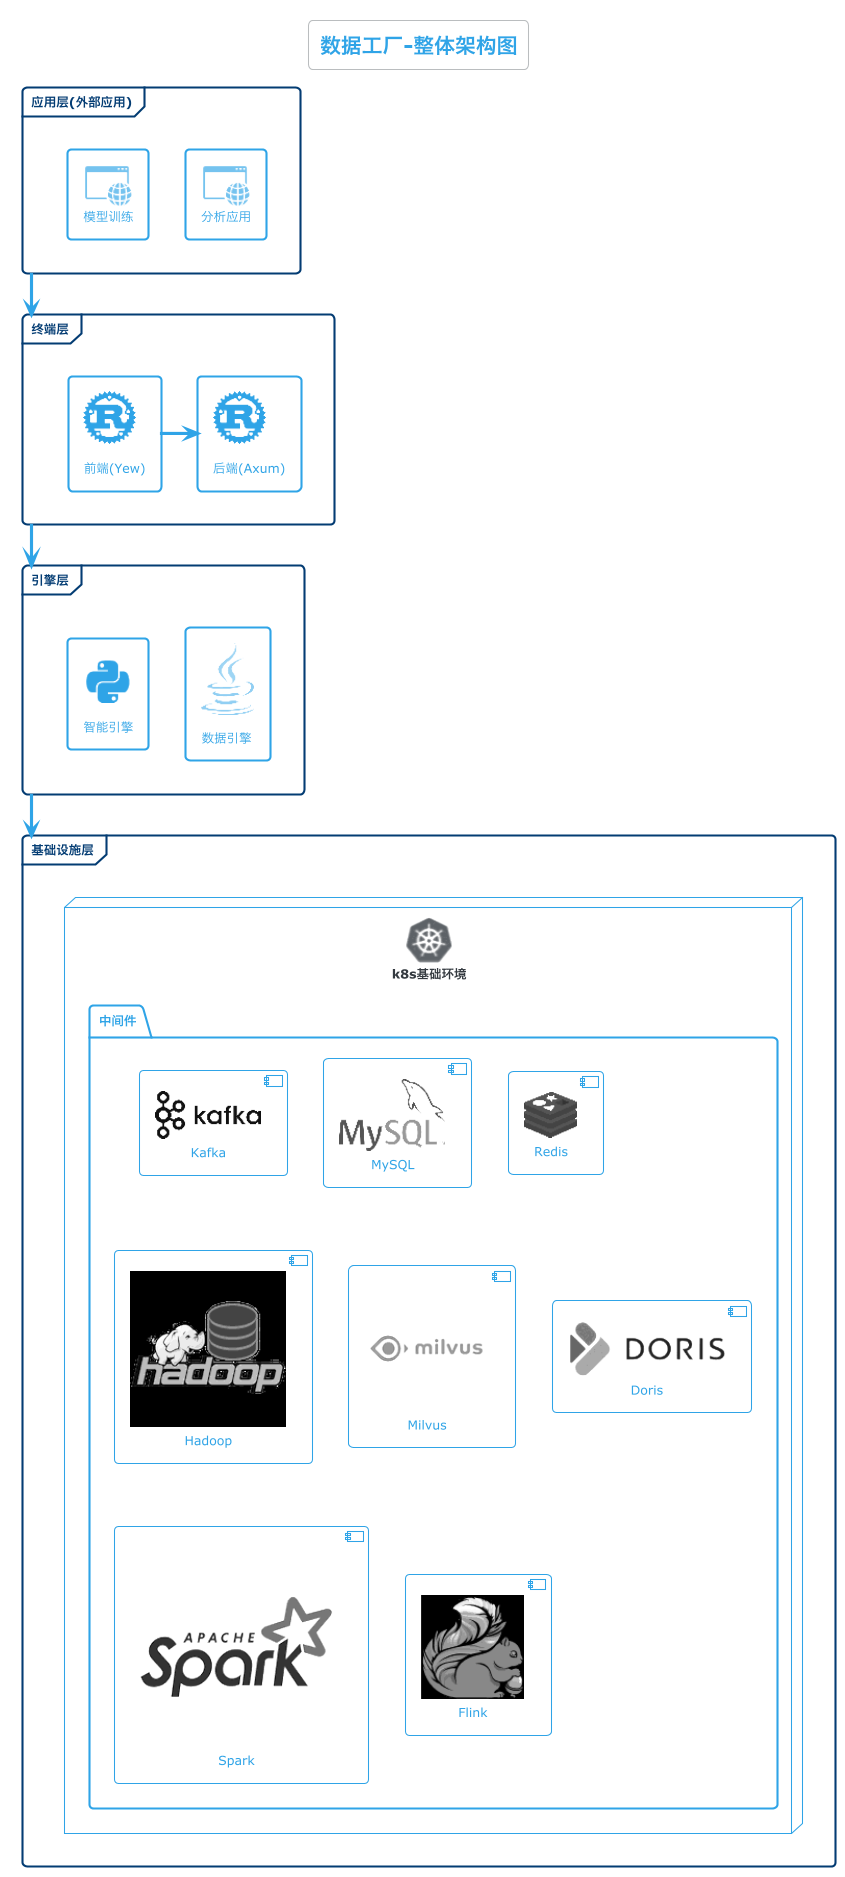 数据工厂-整体架构图
应用层(外部应用)
模型训练
分析应用
终端层
前端(Yew)
后端(Axum)
引擎层
智能引擎
数据引擎
基础设施层
k8s基础环境
中间件
kafka
Kafka
MySQL
MySQL
Redis
hadoop
Hadoop
milvus
Milvus
DORIS
Doris
APACHE
Spark
Spark
Flink